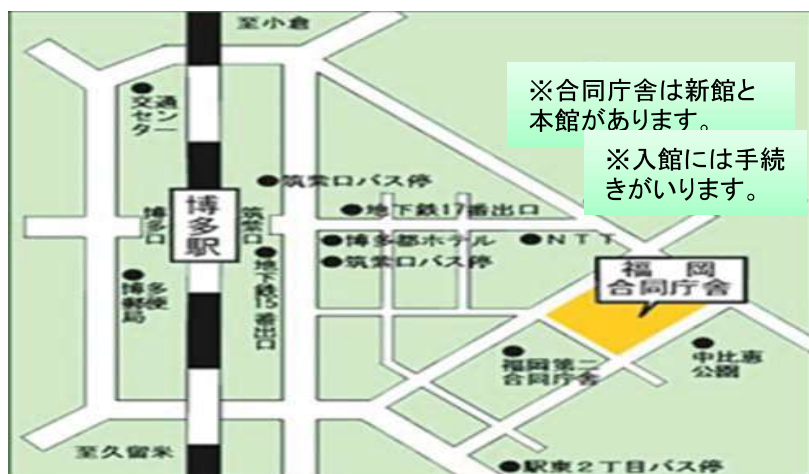 至小倉
※合同庁舎は新館と
本館があります。
●交通
センター
※入館には手続
きがいります。
●筑紫口バス停
博多駅
博多口
筑紫口
●地下鉄17番出口
●博多都ホテル
●NTT
●筑紫口バス停
●地下鉄15番出口
●博多
郵便局
福岡
合同庁舎
●福岡第二
合同庁舎
●中比恵
公園
至久留米
●駅東2丁目バス停